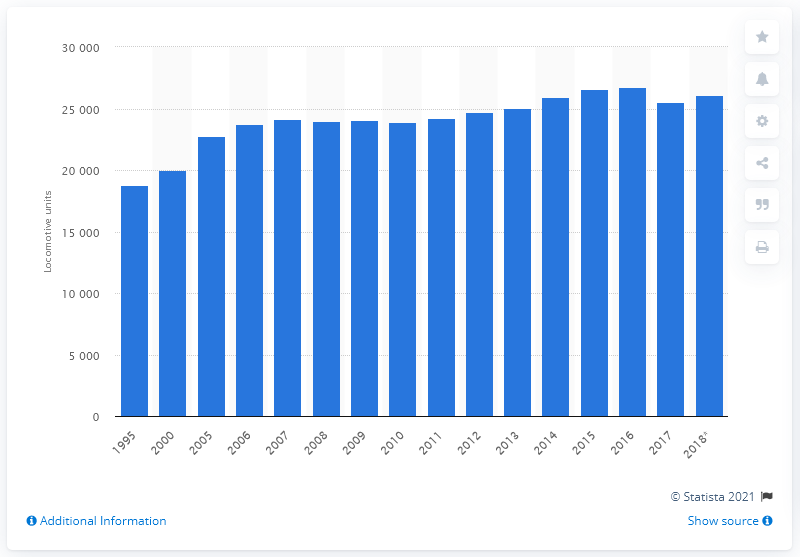 30 000
25 000
20 000
15 000
10 000
5 000
0
Locomotive units
1995 2000 2005 2006 2007 2008 2009 2010 2011 2012 2013 2014 2015 2016 2017 2018ᵃ
© Statista 2021
Additional Information
Show source